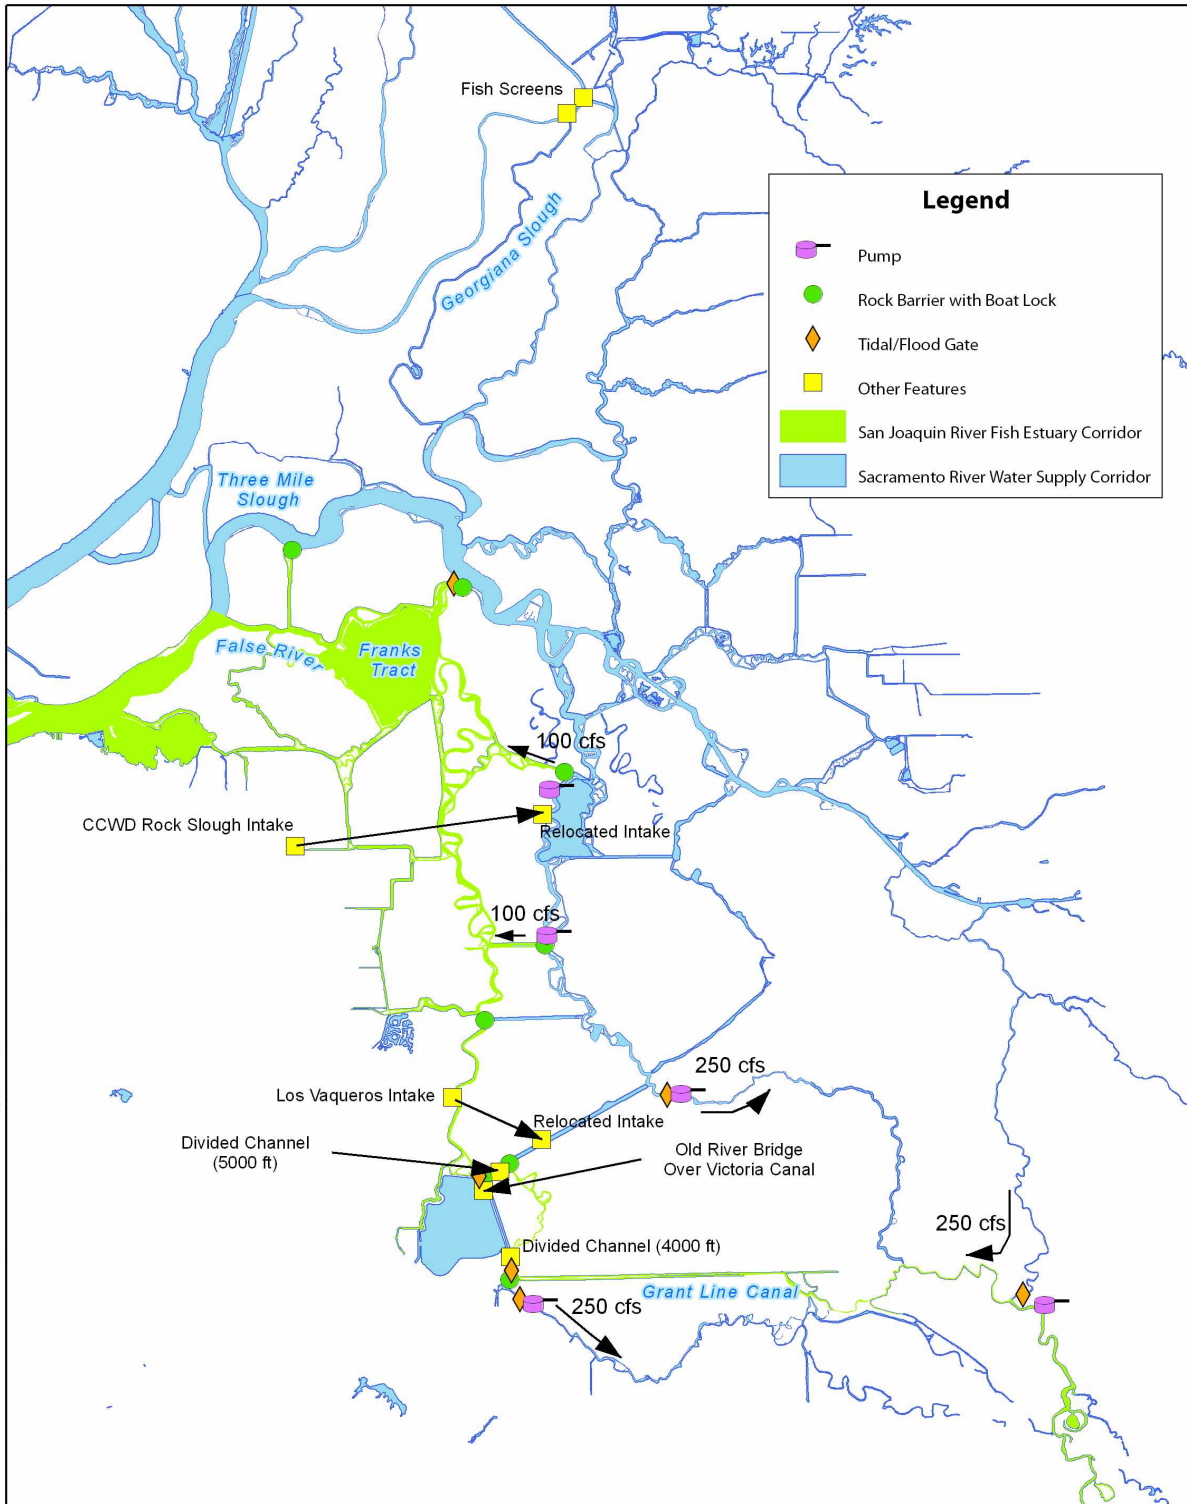 Fish Screens
Georgiana Slough
Legend
Pump
Rock Barrier with Boat Lock
Tidal/Flood Gate
Other Features
San Joaquin River Fish Estuary Corridor
Sacramento River Water Supply Corridor
Three Mile
Slough
False River
Franks
Tract
100 cfs
CCWD Rock Slough Intake
Relocated Intake
100 cfs
250 cfs
Los Vaqueros Intake
Relocated Intake
Divided Channel
(5000 ft)
Old River Bridge
Over Victoria Canal
250 cfs
Divided Channel (4000 ft)
Grant Line Canal
250 cfs